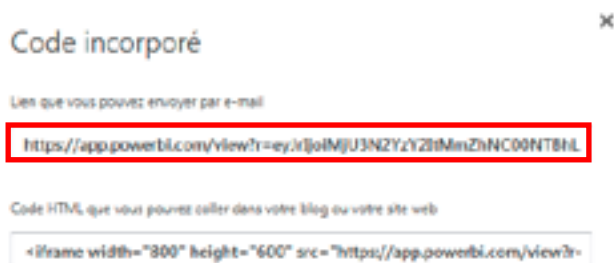 Code incorporé
Lien que vous pouvez envoyer par e-mail
https://app.powerbi.com/view?r=
Code HTML que vous pouvez coller dans votre blog ou votre site web
<iframe width="800" height="600" src="https://app.powerbi.com/view?r-